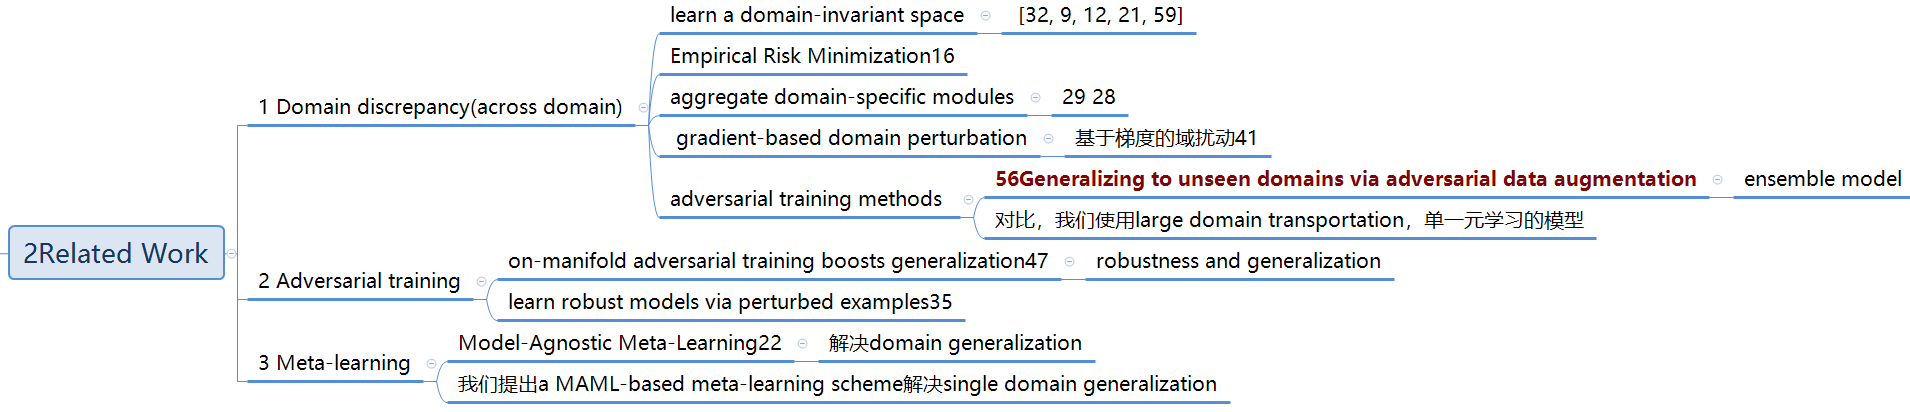 2Related Work
1 Domain discrepancy(across domain)
learn a domain-invariant space
[32, 9, 12, 21, 59]
Empirical Risk Minimization16
aggregate domain-specific modules
29 28
gradient-based domain perturbation
基于梯度的域扰动41
adversarial training methods
56Generalizing to unseen domains via adversarial data augmentation
ensemble model
对比，我们使用large domain transportation，单一元学习的模型
2 Adversarial training
on-manifold adversarial training boosts generalization47
robustness and generalization
learn robust models via perturbed examples35
3 Meta-learning
Model-Agnostic Meta-Learning22
解决domain generalization
我们提出a MAML-based meta-learning scheme解决single domain generalization